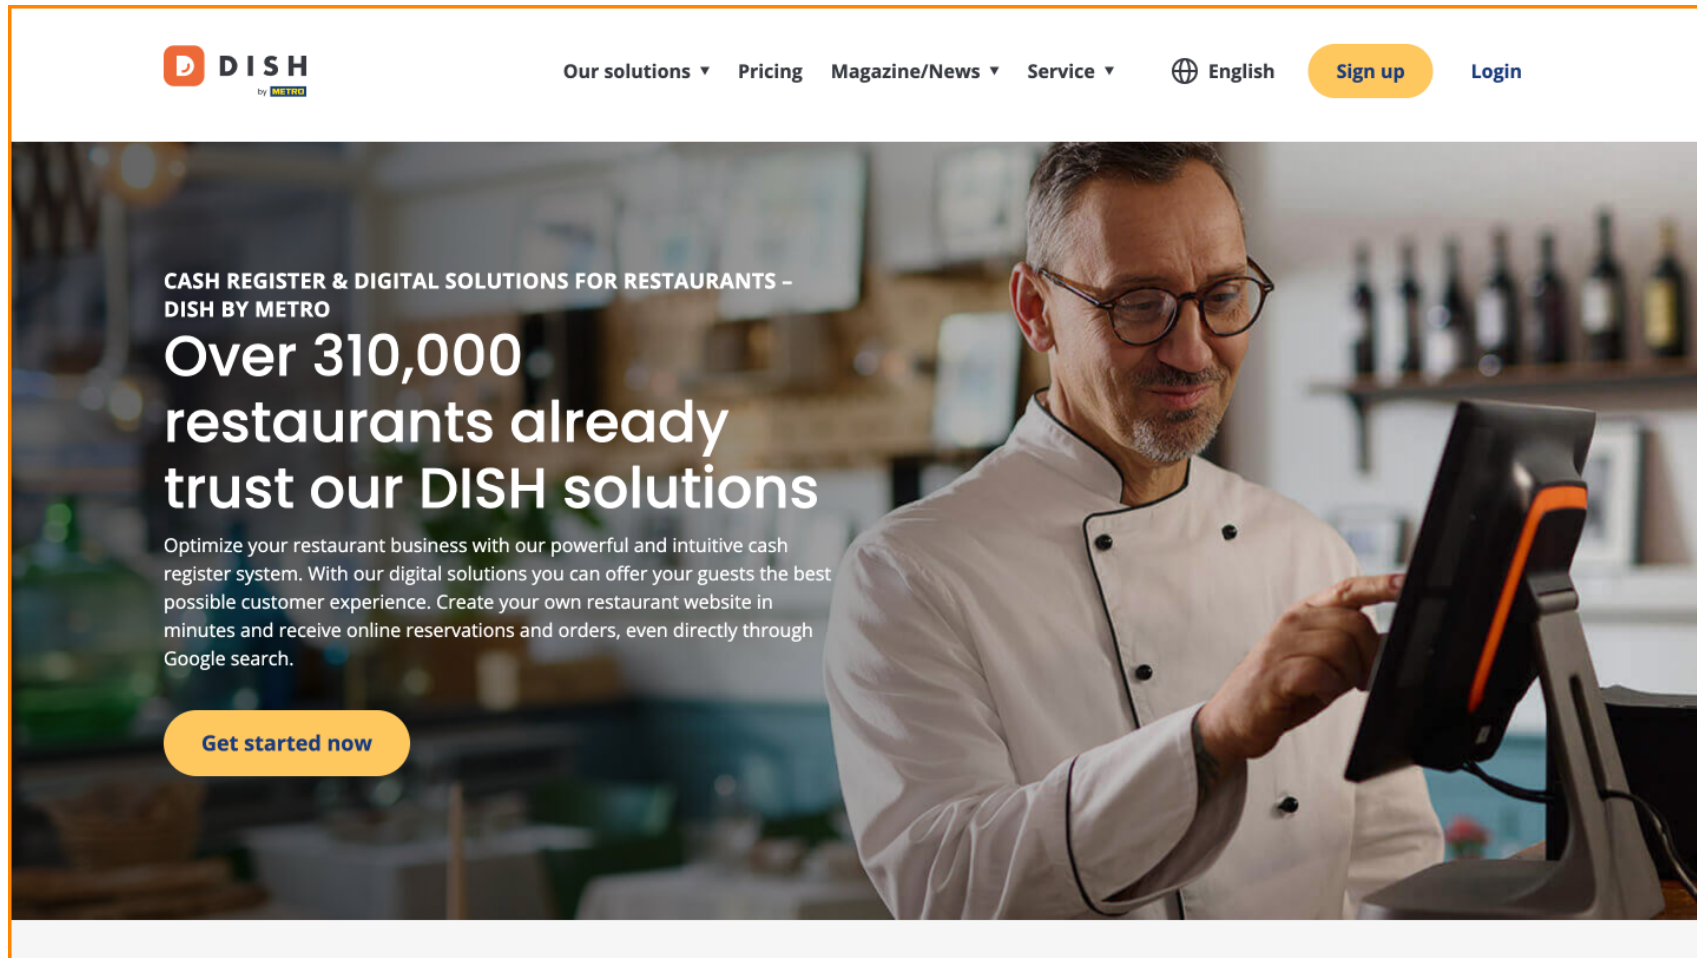 DISH
by METRO
Our solutions ▼ Pricing Magazine/News ▼ Service ▼ English Sign up Login
CASH REGISTER & DIGITAL SOLUTIONS FOR RESTAURANTS –
DISH BY METRO
Over 310,000
restaurants already
trust our DISH solutions
Optimize your restaurant business with our powerful and intuitive cash
register system. With our digital solutions you can offer your guests the best
possible customer experience. Create your own restaurant website in
minutes and receive online reservations and orders, even directly through
Google search.
Get started now